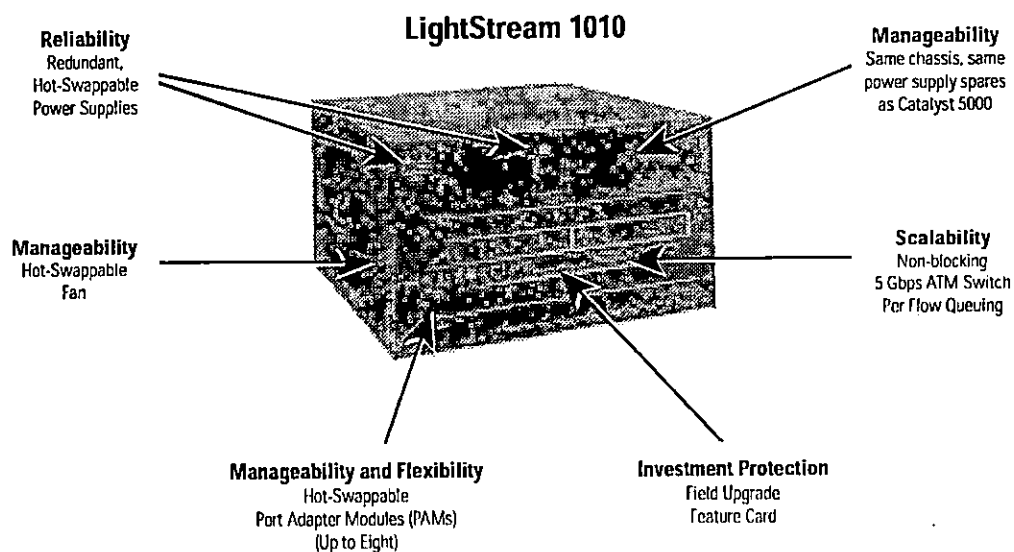 LightStream 1010
Reliability
Redundant,
Hot-Swappable
Power Supplies
Manageability
Same chassis, same
power supply spares
as Catalyst 5000
Manageability
Hot-Swappable
Fan
Scalability
Non-blocking
5 Gbps ATM Switch
Per Flow Queuing
Manageability and Flexibility
Hot-Swappable
Port Adapter Modules (PAMs)
(Up to Eight)
Investment Protection
Field Upgrade
Feature Card